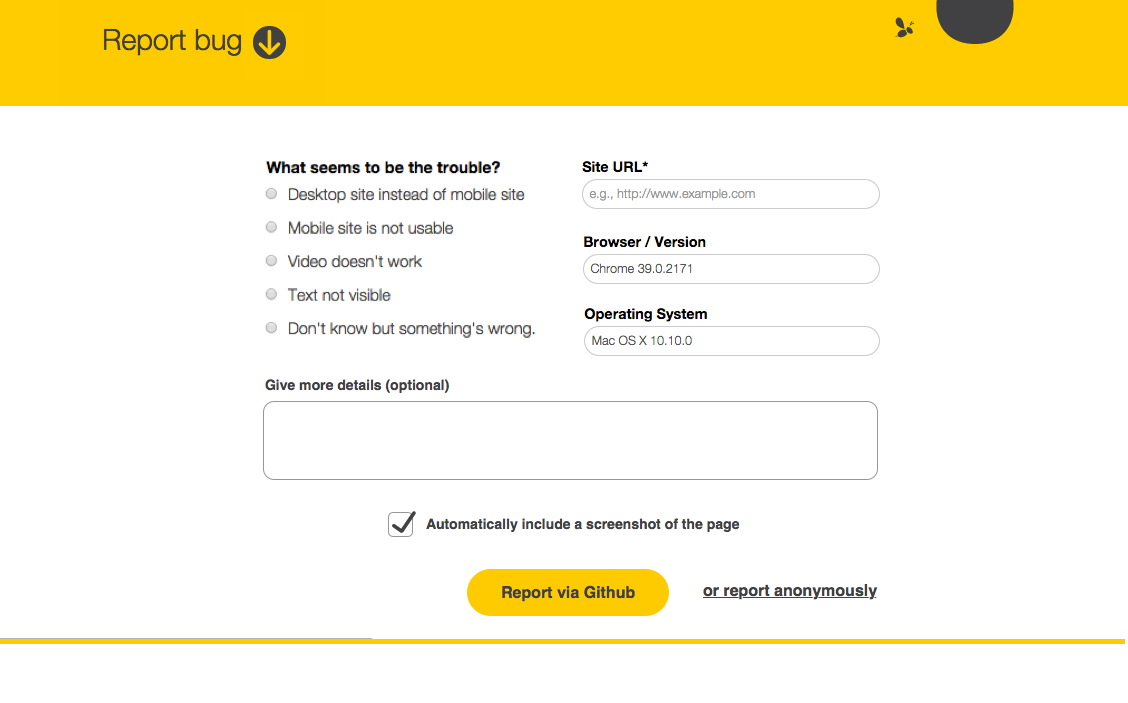 Report bug
What seems to be the trouble?
Desktop site instead of mobile site
Mobile site is not usable
Video doesn't work
Text not visible
Don't know but something's wrong.
Site URL*
e.g., http://www.example.com
Browser / Version
Chrome 39.0.2171
Operating System
Mac OS X 10.10.0
Give more details (optional)
Automatically include a screenshot of the page
Report via Github
or report anonymously